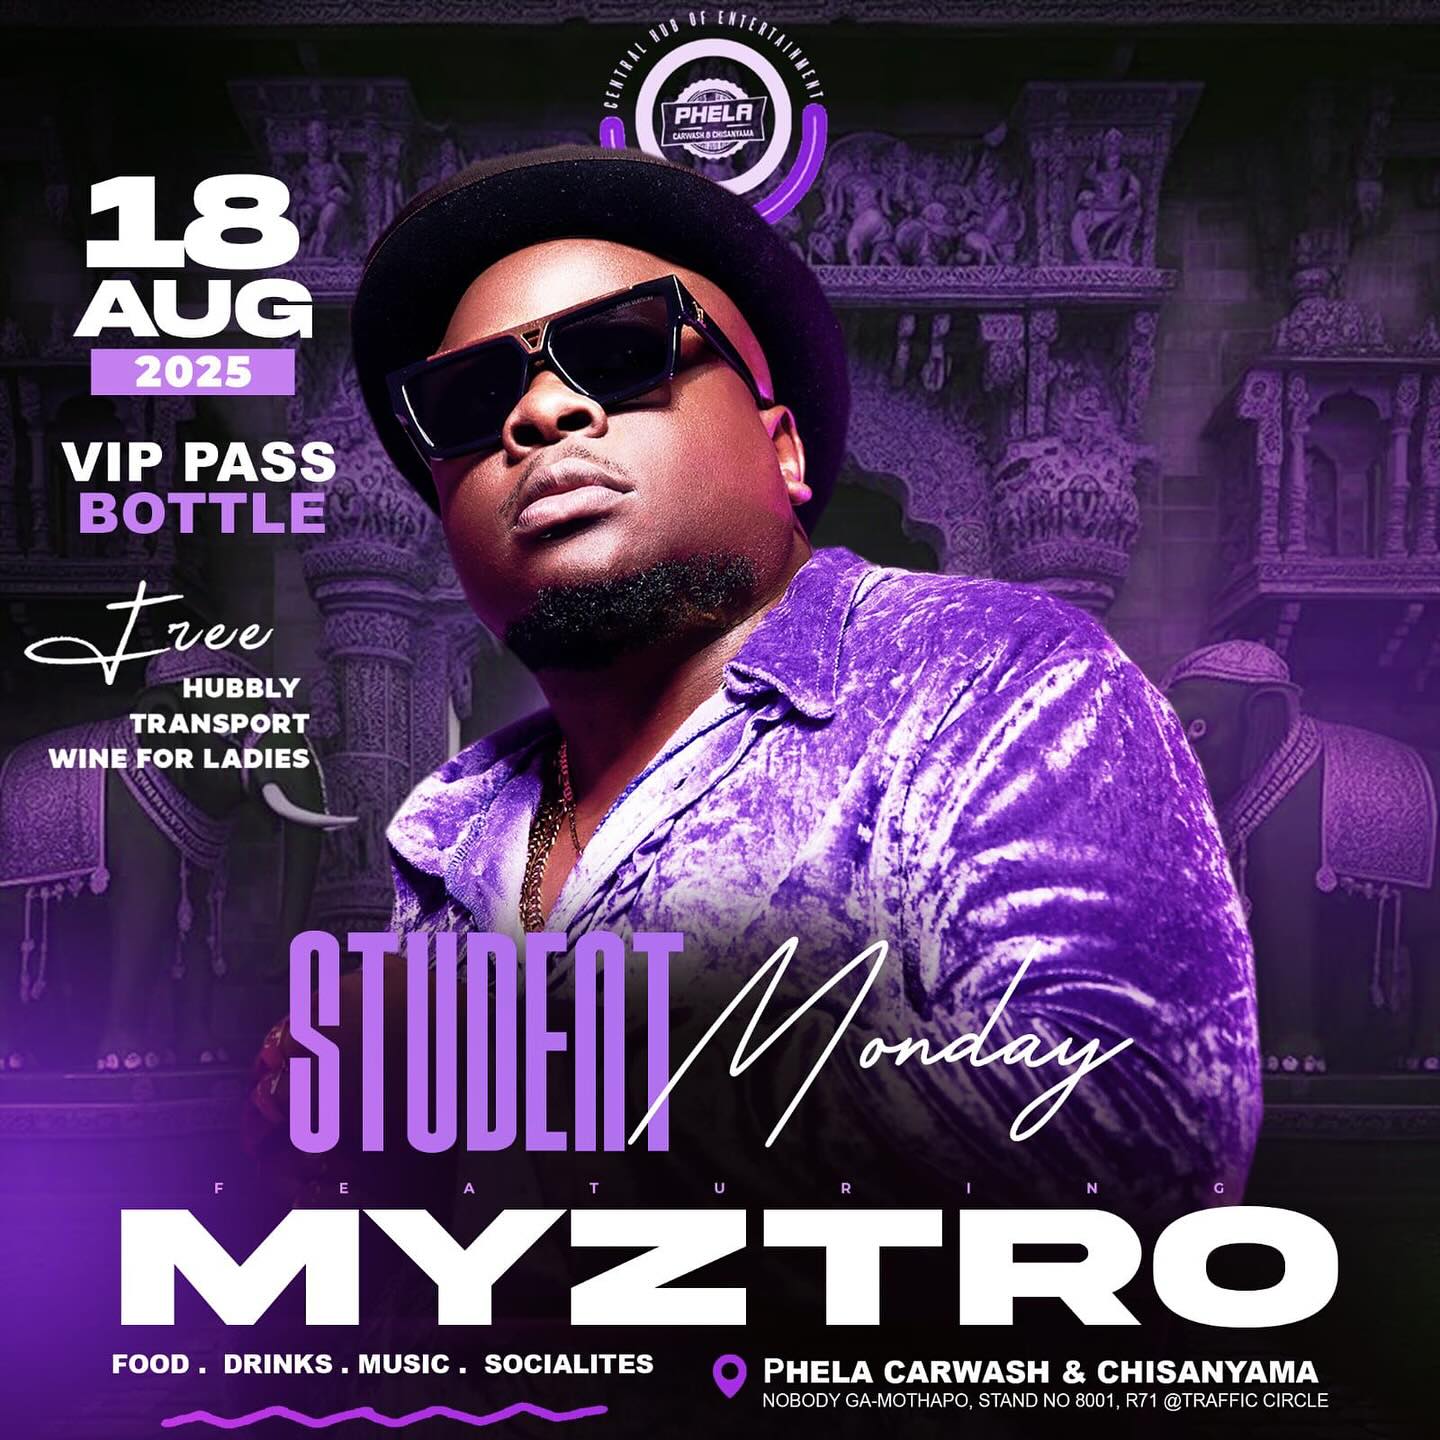 CENTRAL HUB OF ENTERTAINMENT
PHELA
CARWASH & CHISANYAMA
18
AUG
2025
VIP PASS
BOTTLE
Free
HUBBLY
TRANSPORT
WINE FOR LADIES
STUDENT Monday
FEATURING
MYZTRO
FOOD . DRINKS . MUSIC . SOCIALITES
PHELA CARWASH & CHISANYAMA
NOBODY GA-MOTHAPO, STAND NO 8001, R71 @TRAFFIC CIRCLE